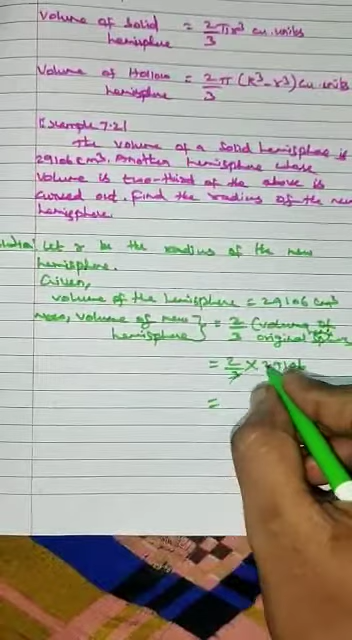 Volume of Solid = 2/3 πr³ cu.units
hemisphere
Volume of Hollow = 2/3 π (R³ - r³) cu.units
hemisphere
Example 7.21
The volume of a solid hemisphere is
29106 cm³. Another hemisphere whose
volume is two-third of the above is
carved out. Find the radius of the new
hemisphere.
Let r be the radius of the new
hemisphere.
Given,
volume of the hemisphere = 29106 cm³
Now, volume of new } = 2/3 (volume of
hemisphere original
= 2/3 × 29106
=